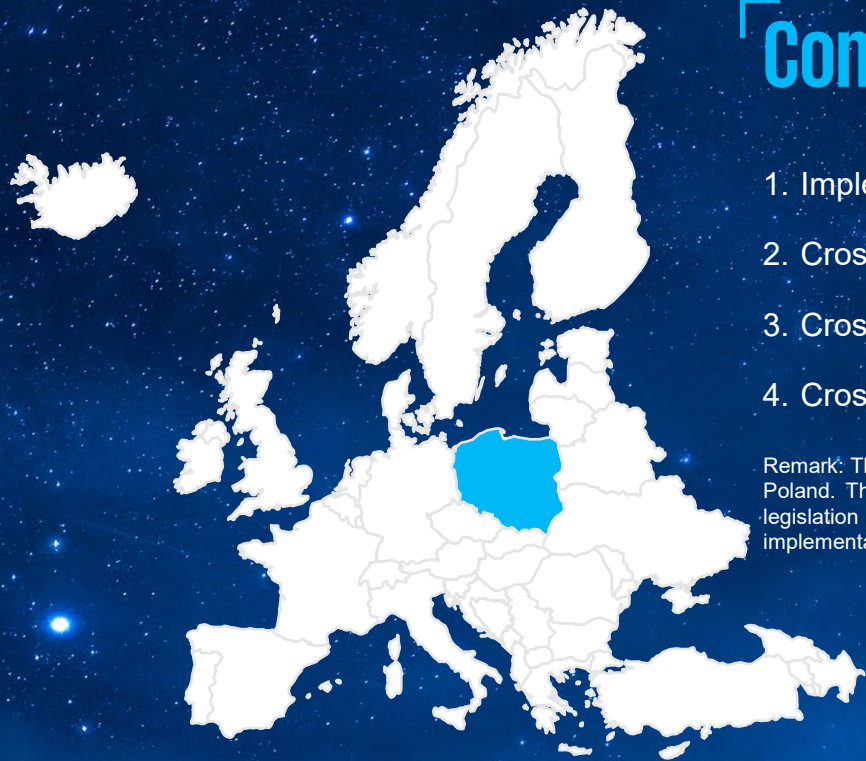 Con
1. Imple
2. Cros
3. Cros
4. Cros
Remark: Th
Poland. Th
legislation
implementa